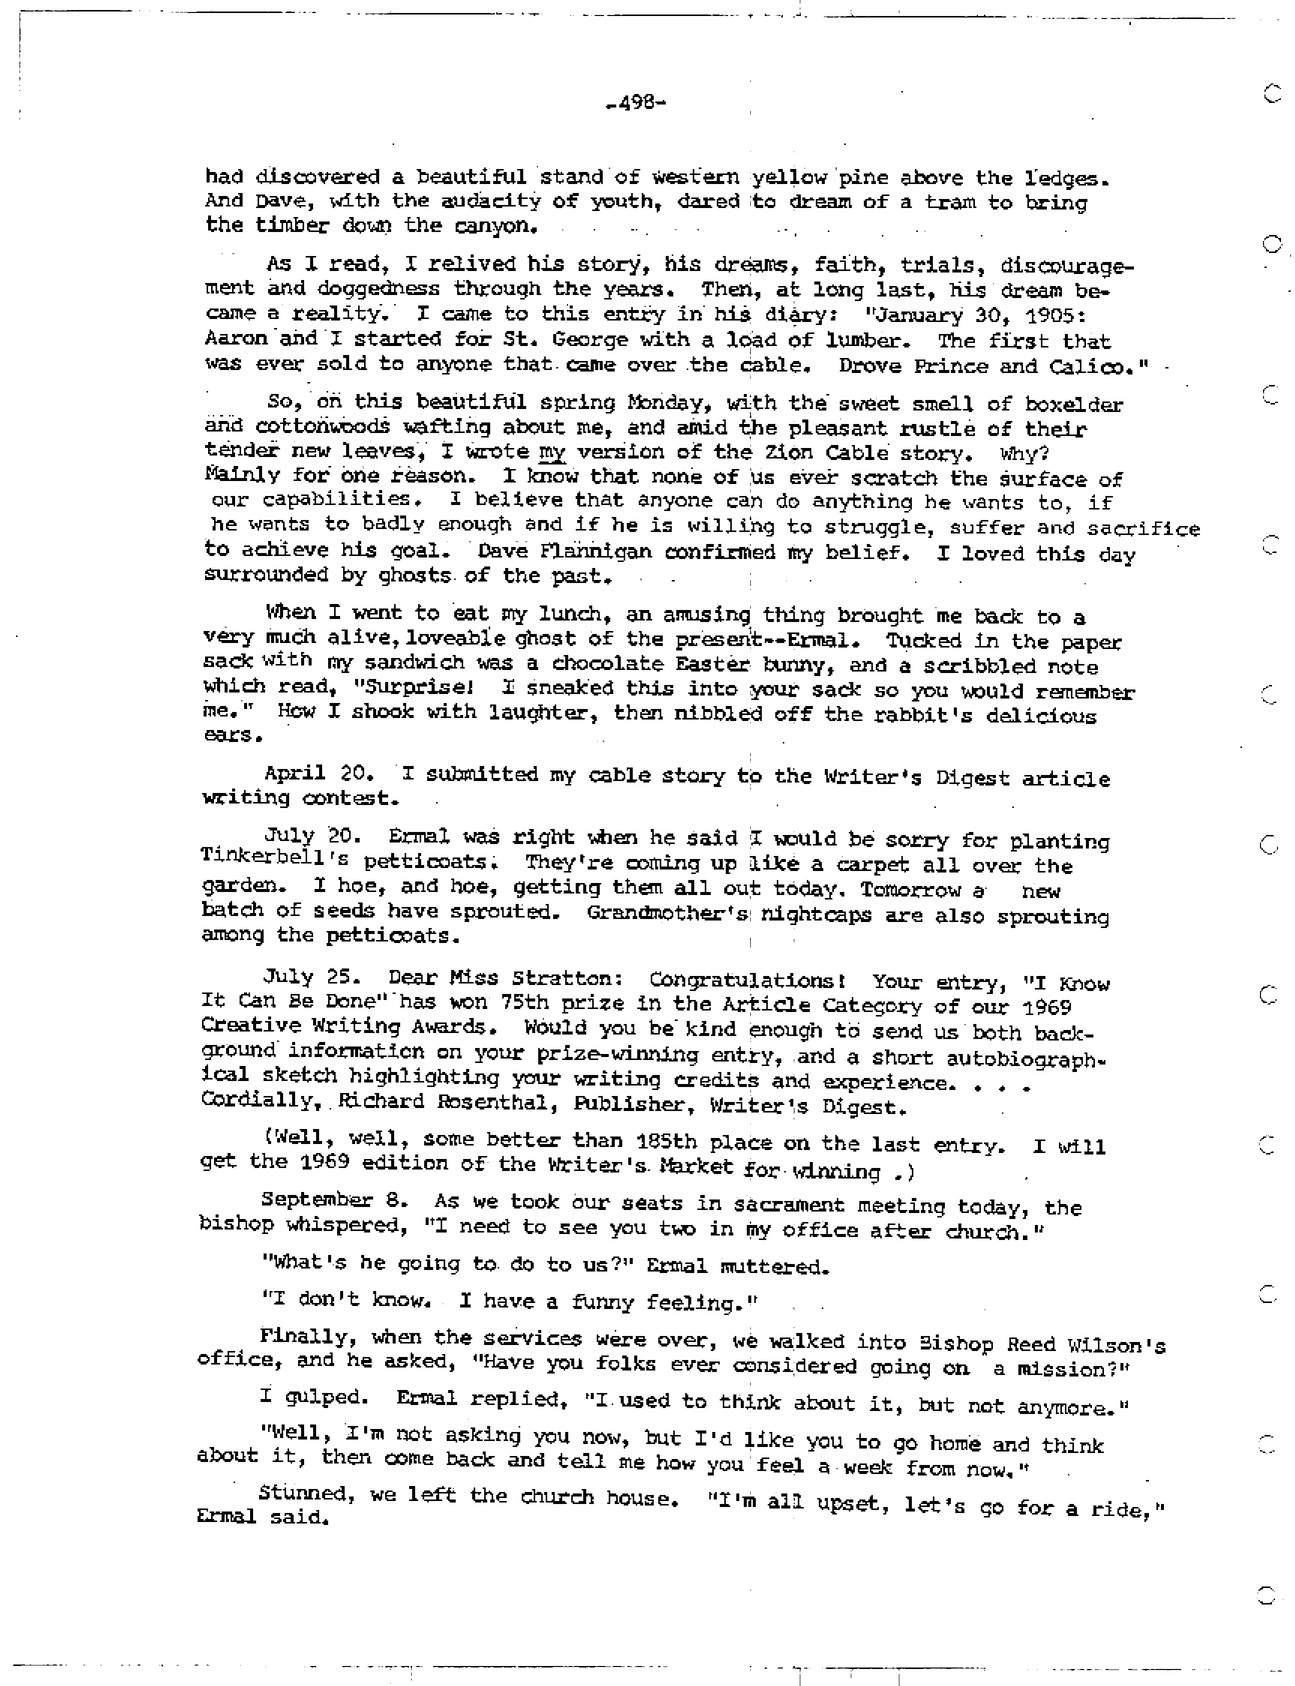 -498-
had discovered a beautiful stand of western yellow pine above the ledges.
And Dave, with the audacity of youth, dared to dream of a tram to bring
the timber down the canyon.
As I read, I relived his story, his dreams, faith, trials, discourage-
ment and doggedness through the years. Then, at long last, his dream be-
came a reality. I came to this entry in his diary: "January 30, 1905:
Aaron and I started for St. George with a load of lumber. The first that
was ever sold to anyone that came over the cable. Drove Prince and Calico."
So, on this beautiful spring Monday, with the sweet smell of boxelder
and cottonwoods wafting about me, and amid the pleasant rustle of their
tender new leaves, I wrote my version of the Zion Cable story. Why?
Mainly for one reason. I know that none of us ever scratch the surface of
our capabilities. I believe that anyone can do anything he wants to, if
he wants to badly enough and if he is willing to struggle, suffer and sacrifice
to achieve his goal. Dave Flannigan confirmed my belief. I loved this day
surrounded by ghosts of the past.
When I went to eat my lunch, an amusing thing brought me back to a
very much alive, loveable ghost of the present--Ermal. Tucked in the paper
sack with my sandwich was a chocolate Easter bunny, and a scribbled note
which read, "Surprise! I sneaked this into your sack so you would remember
me." How I shook with laughter, then nibbled off the rabbit's delicious
ears.
April 20. I submitted my cable story to the Writer's Digest article
writing contest.
July 20. Ermal was right when he said I would be sorry for planting
Tinkerbell's petticoats. They're coming up like a carpet all over the
garden. I hoe, and hoe, getting them all out today. Tomorrow a new
batch of seeds have sprouted. Grandmother's nightcaps are also sprouting
among the petticoats.
July 25. Dear Miss Stratton: Congratulations! Your entry, "I Know
It Can Be Done" has won 75th prize in the Article Category of our 1969
Creative Writing Awards. Would you be kind enough to send us both back-
ground information on your prize-winning entry, and a short autobiograph-
ical sketch highlighting your writing credits and experience. . . .
Cordially, Richard Rosenthal, Publisher, Writer's Digest.
(Well, well, some better than 185th place on the last entry. I will
get the 1969 edition of the Writer's Market for winning .)
September 8. As we took our seats in sacrament meeting today, the
bishop whispered, "I need to see you two in my office after church."
"What's he going to do to us?" Ermal muttered.
"I don't know. I have a funny feeling."
Finally, when the services were over, we walked into Bishop Reed Wilson's
office, and he asked, "Have you folks ever considered going on a mission?"
I gulped. Ermal replied, "I used to think about it, but not anymore."
"Well, I'm not asking you now, but I'd like you to go home and think
about it, then come back and tell me how you feel a week from now."
Stunned, we left the church house. "I'm all upset, let's go for a ride,"
Ermal said.